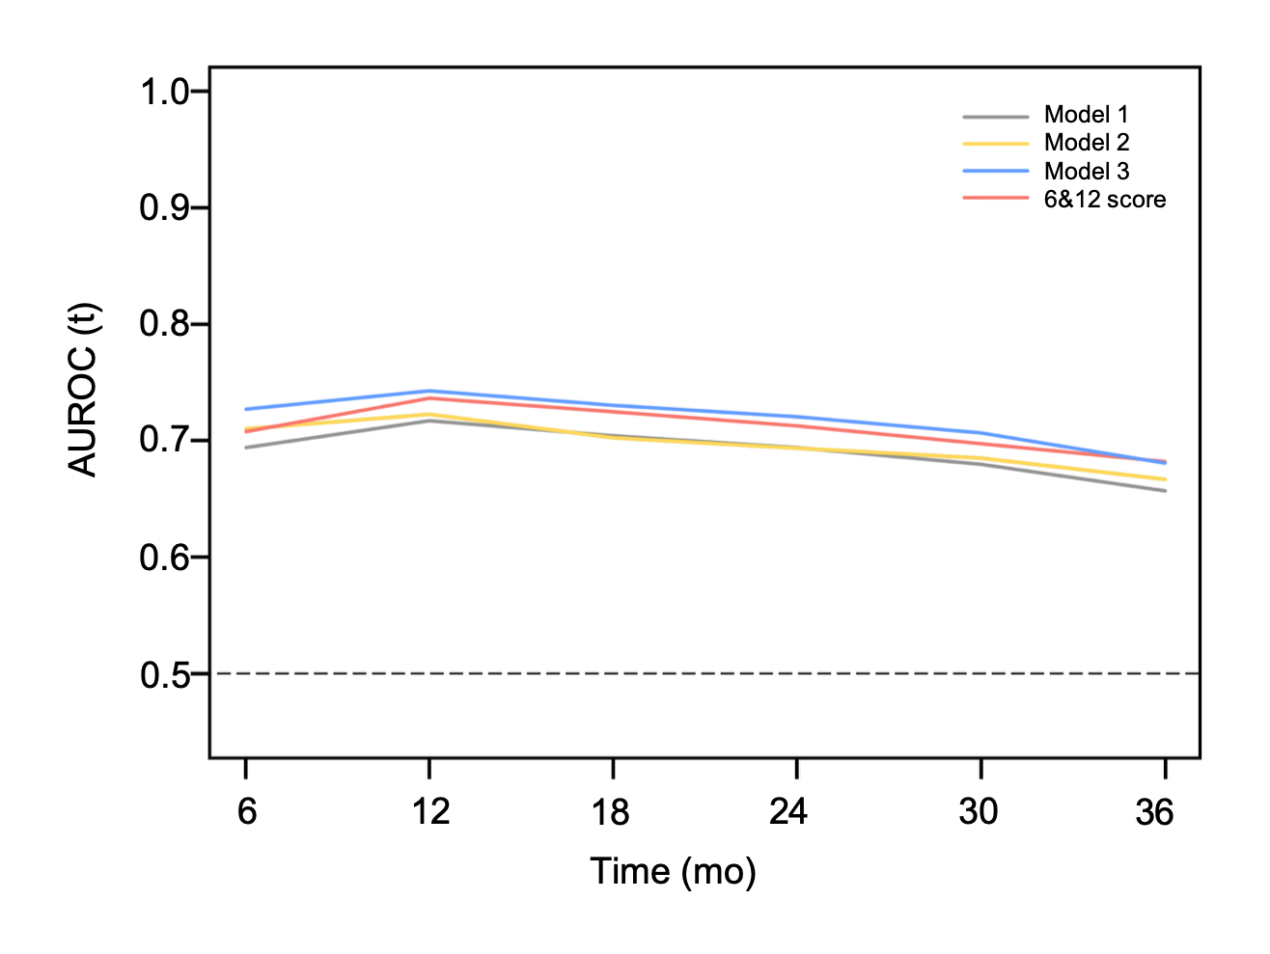 1.0
0.9
0.8
0.7
0.6
0.5
AUROC (t)
Model 1
Model 2
Model 3
6&12 score
6 12 18 24 30 36
Time (mo)